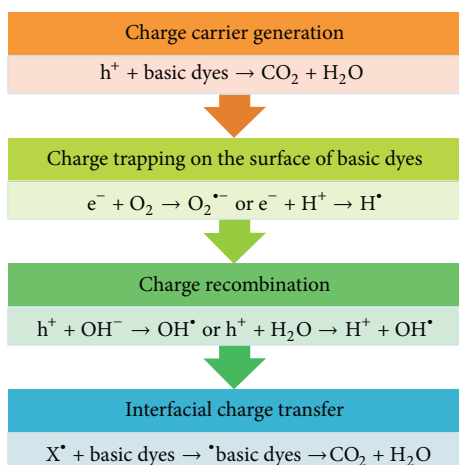 Charge carrier generation
h⁺ + basic dyes → CO₂ + H₂O
Charge trapping on the surface of basic dyes
e⁻ + O₂ → O₂•⁻ or e⁻ + H⁺ → H•
Charge recombination
h⁺ + OH⁻ → OH• or h⁺ + H₂O → H⁺ + OH•
Interfacial charge transfer
X• + basic dyes → •basic dyes →CO₂ + H₂O